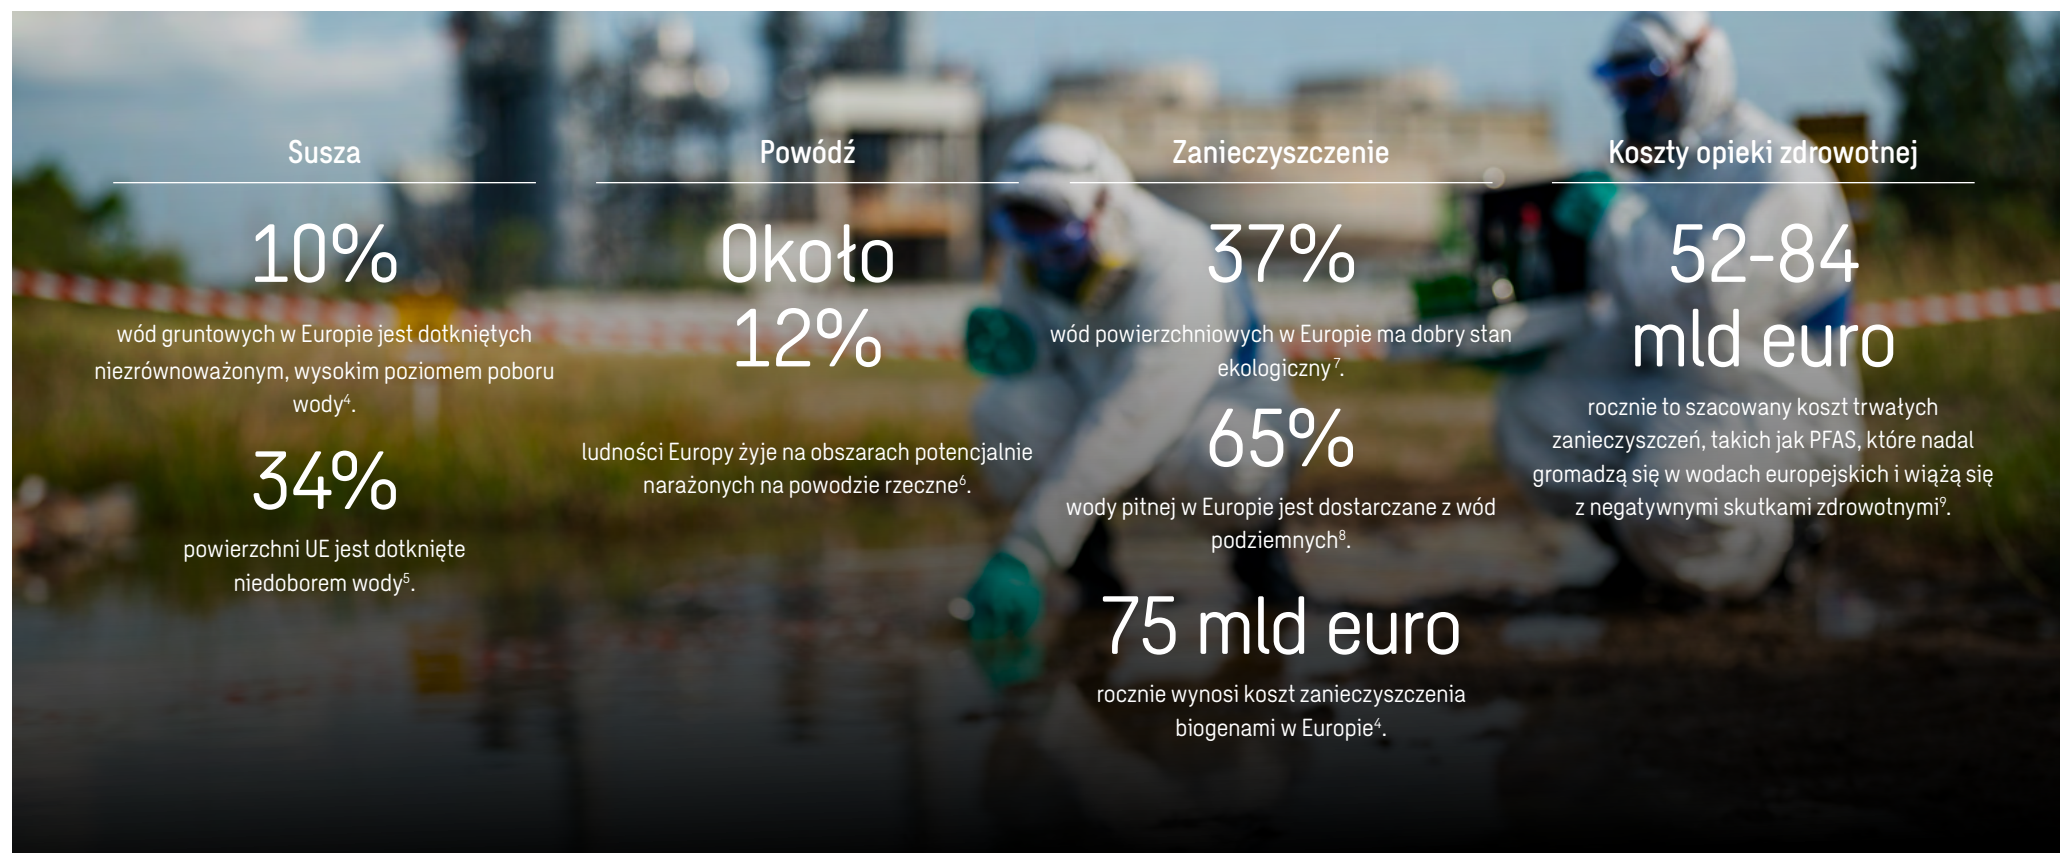 Susza
10%
wód gruntowych w Europie jest dotkniętych
niezrównoważonym, wysokim poziomem poboru
wody⁴.
34%
powierzchni UE jest dotknięte
niedoborem wody⁵.
Powódź
Około
12%
ludności Europy żyje na obszarach potencjalnie
narażonych na powodzie rzeczne⁶.
Zanieczyszczenie
37%
wód powierzchniowych w Europie ma dobry stan
ekologiczny⁷.
65%
wody pitnej w Europie jest dostarczane z wód
podziemnych⁸.
75 mld euro
rocznie wynosi koszt zanieczyszczenia
biogenami w Europie⁴.
Koszty opieki zdrowotnej
52-84
mld euro
rocznie to szacowany koszt trwałych
zanieczyszczeń, takich jak PFAS, które nadal
gromadzą się w wodach europejskich i wiążą się
z negatywnymi skutkami zdrowotnymi⁹.